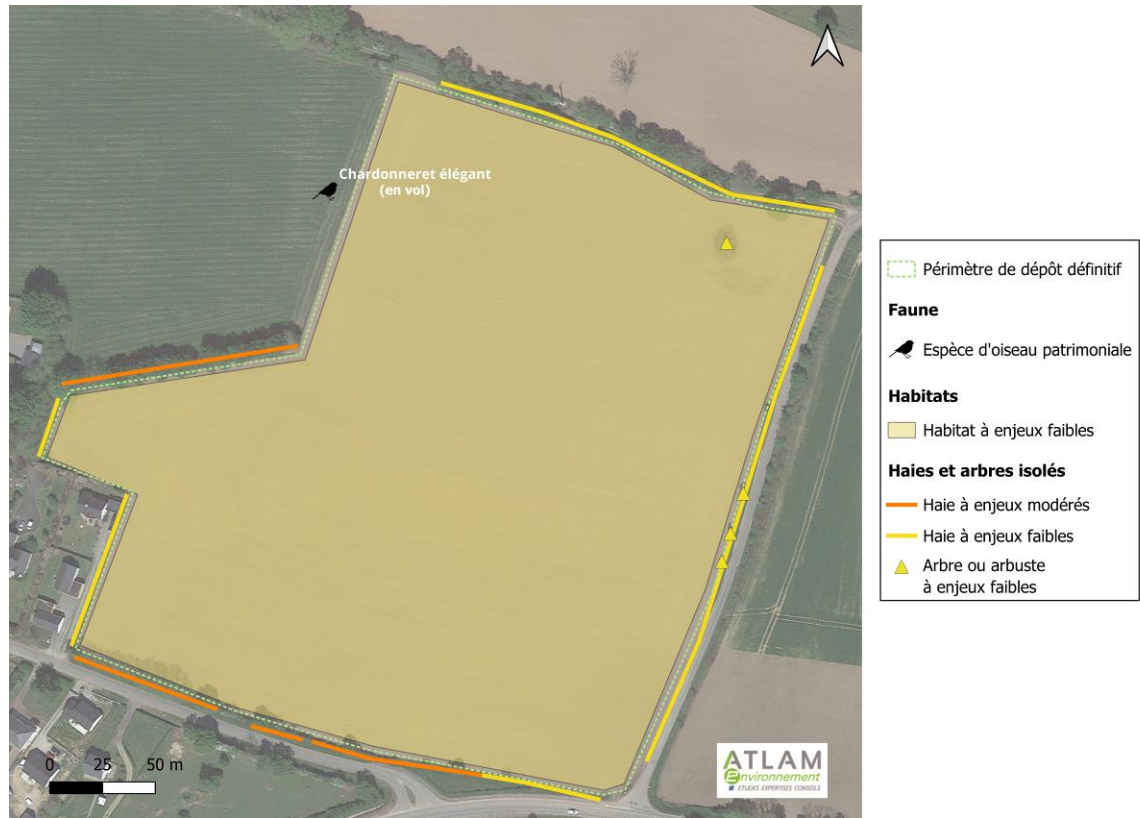 Chardonneret élégant
(en vol)
0 25 50 m
ATLAM
environnement
ETUDES EXPERTISES CONSEILS
Périmètre de dépôt définitif
Faune
Espèce d'oiseau patrimoniale
Habitats
Habitat à enjeux faibles
Haies et arbres isolés
Haie à enjeux modérés
Haie à enjeux faibles
Arbre ou arbuste
à enjeux faibles